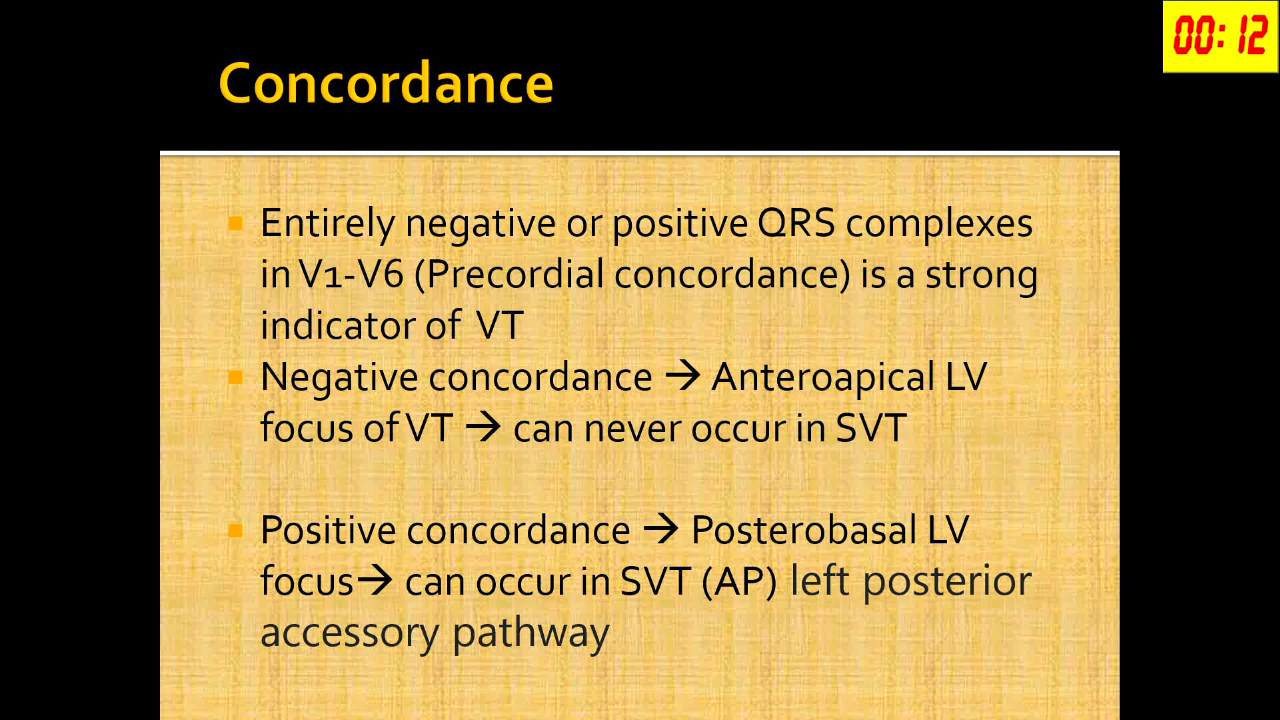 00:12
Concordance
▪ Entirely negative or positive QRS complexes
in V1-V6 (Precordial concordance) is a strong
indicator of VT
▪ Negative concordance → Anteroapical LV
focus of VT → can never occur in SVT
▪ Positive concordance → Posterobasal LV
focus→ can occur in SVT (AP) left posterior
accessory pathway